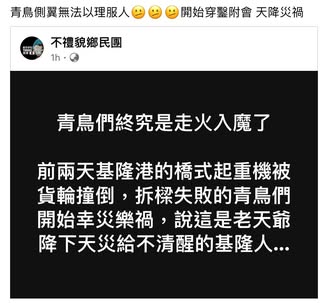 青鳥側翼無法以理服人🫤🫤🫤開始穿鑿附會 天降災禍
不禮貌鄉民團
1h ·
青鳥們終究是走火入魔了
前兩天基隆港的橋式起重機被
貨輪撞倒，拆樑失敗的青鳥們
開始幸災樂禍，說這是老天爺
降下天災給不清醒的基隆人...